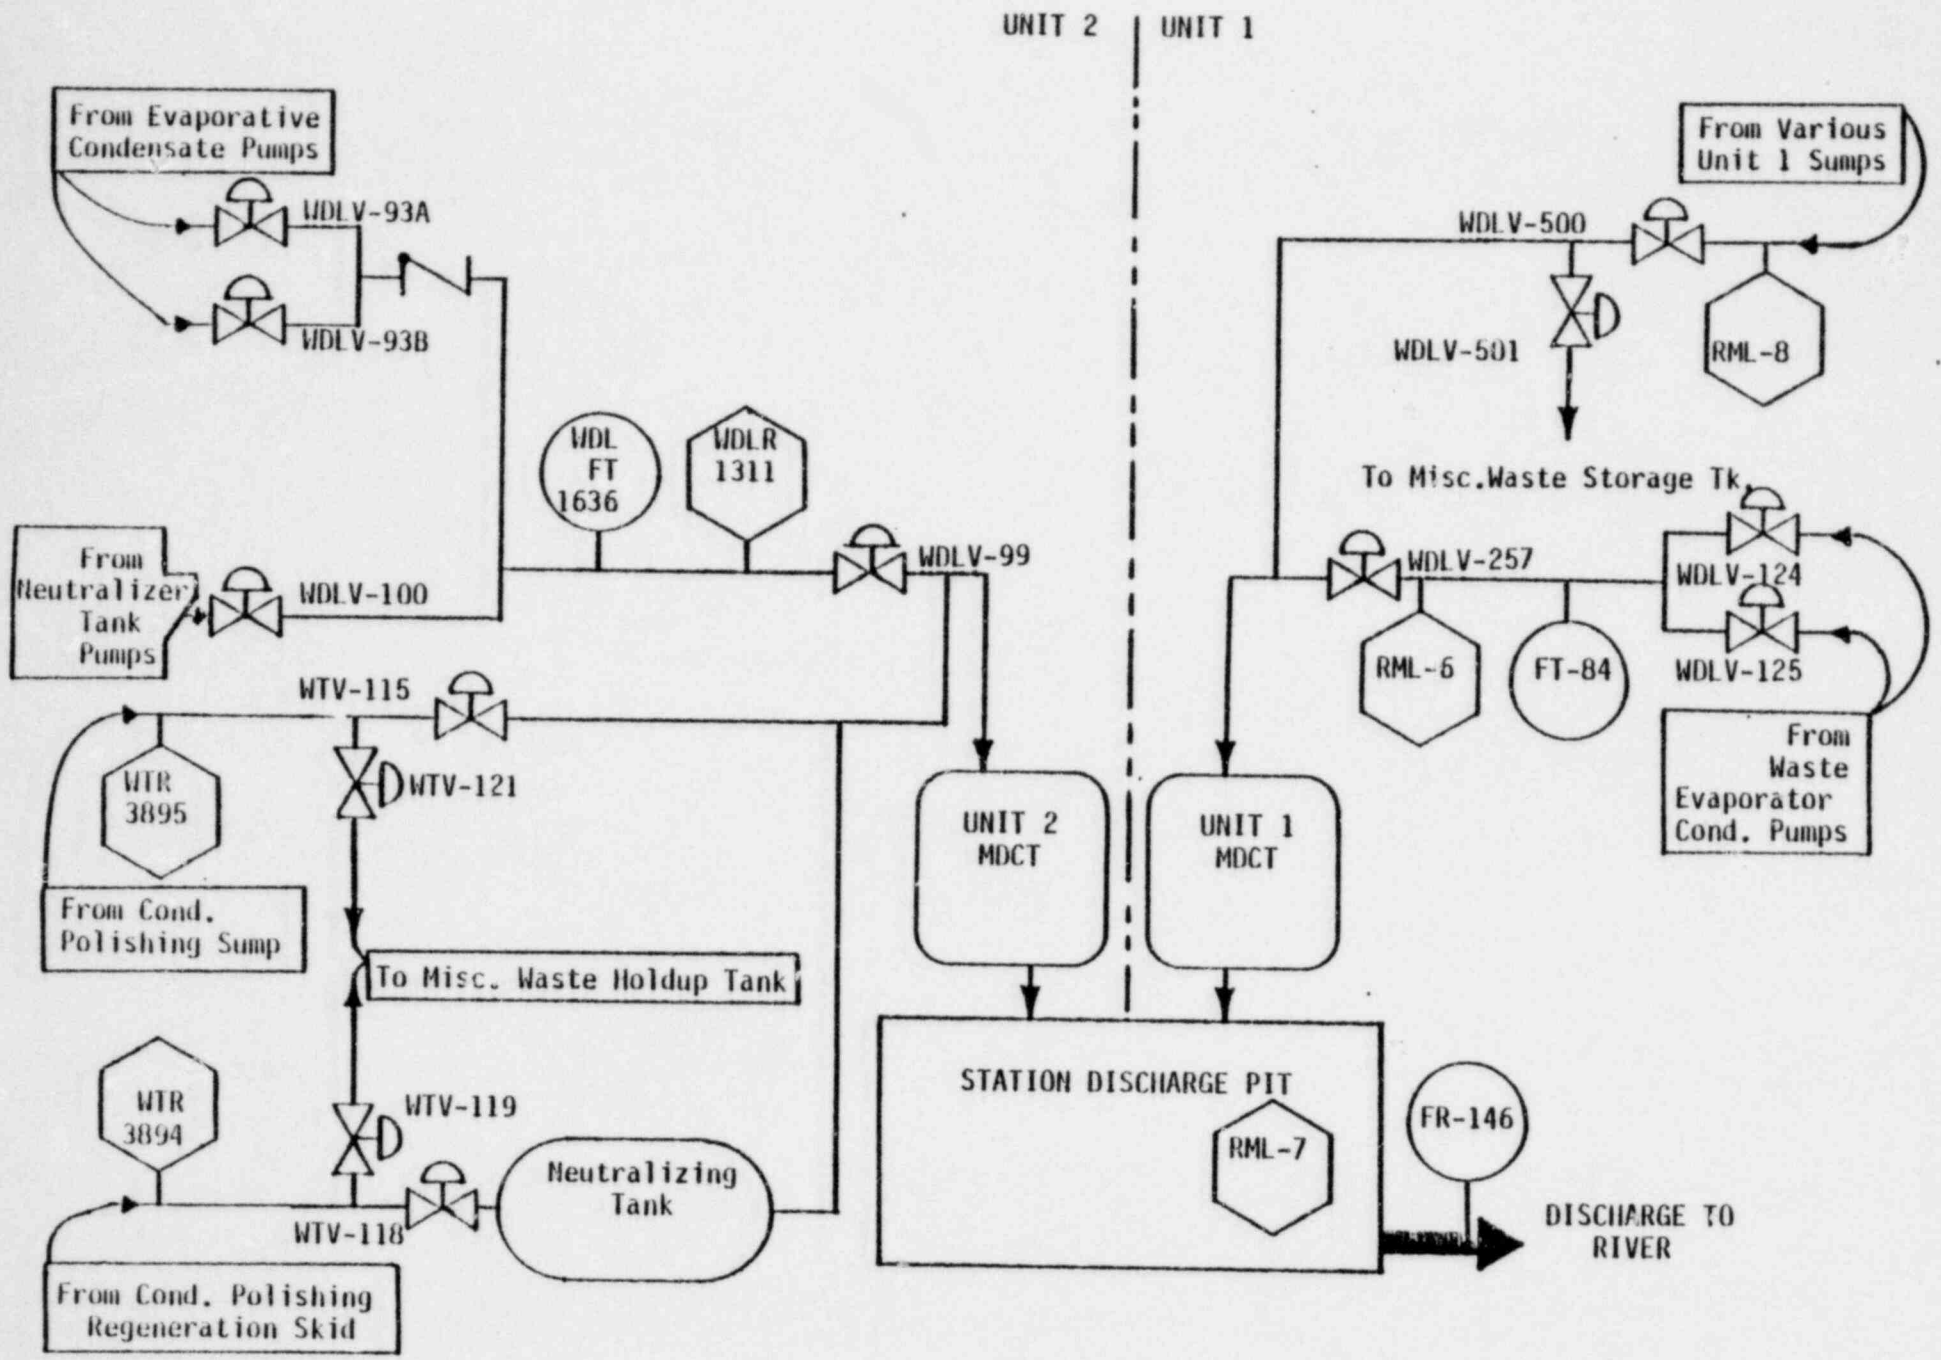 UNIT 2
UNIT 1
From Evaporative
Condensate Pumps
WDLV-93A
WDLV-93B
From Various
Unit 1 Sumps
WDLV-500
WDLV-501
RML-8
To Misc.Waste Storage Tk.
WDL
FT
1636
WDLR
1311
WDLV-99
From
Neutralizer
Tank
Pumps
WDLV-100
WDLV-257
WDLV-124
WDLV-125
RML-6
FT-84
From
Waste
Evaporator
Cond. Pumps
WTV-115
WTR
3895
WTV-121
From Cond.
Polishing Sump
UNIT 2
MDCT
UNIT 1
MDCT
To Misc. Waste Holdup Tank
WTR
3894
WTV-119
WTV-118
Neutralizing
Tank
From Cond. Polishing
Regeneration Skid
STATION DISCHARGE PIT
RML-7
FR-146
DISCHARGE TO
RIVER